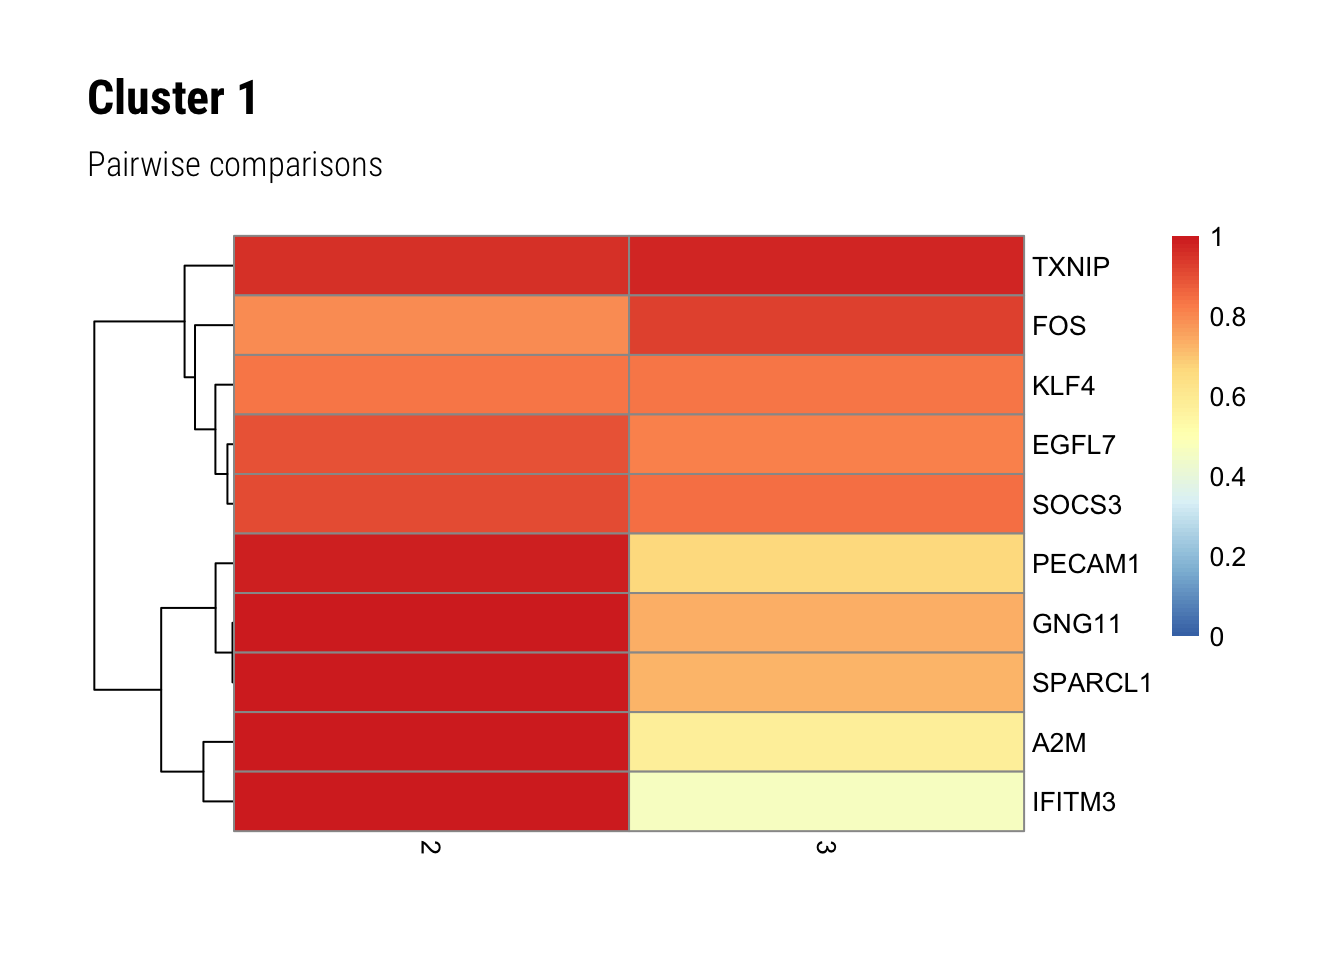 Cluster 1
Pairwise comparisons
TXNIP
FOS
KLF4
EGFL7
SOCS3
PECAM1
GNG11
SPARCL1
A2M
IFITM3
2
3
1
0.8
0.6
0.4
0.2
0